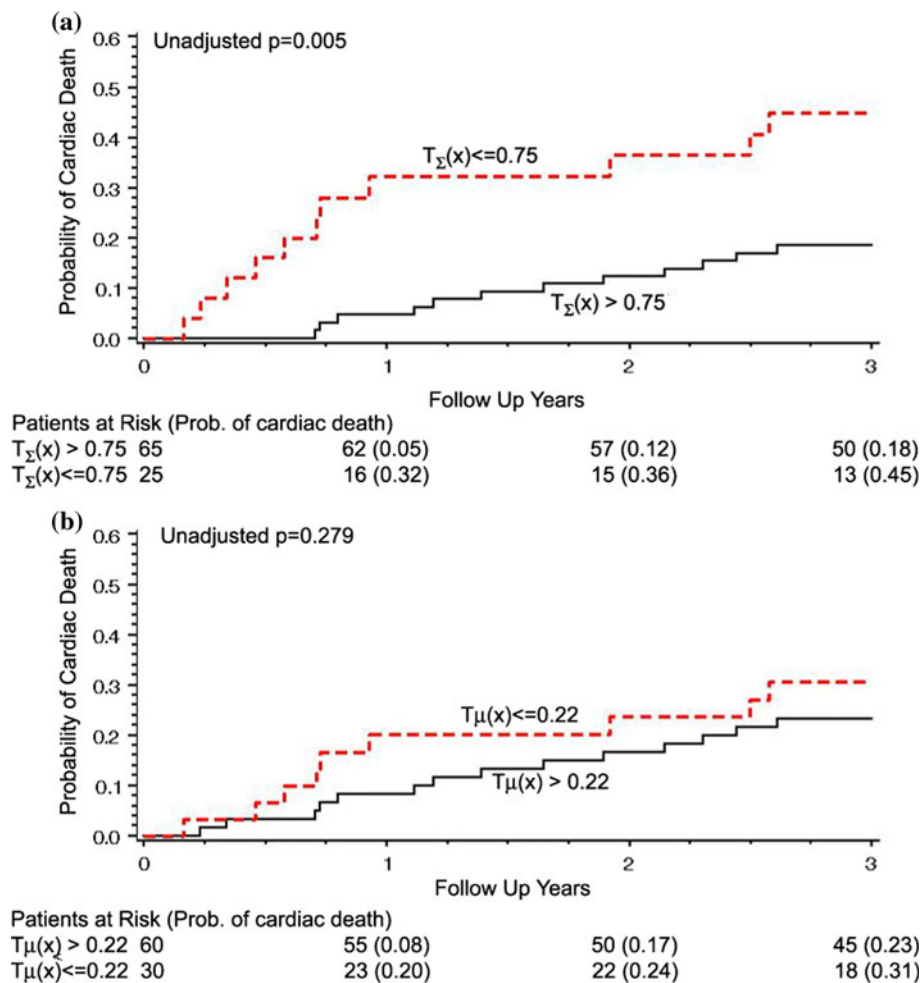 (a)
Unadjusted p=0.005
0.6
0.5
0.4
0.3
0.2
0.1
0.0
Probability of Cardiac Death
TΣ(x)<=0.75
TΣ(x) > 0.75
0 1 2 3
Follow Up Years
Patients at Risk (Prob. of cardiac death)
TΣ(x) > 0.75 65 62 (0.05) 57 (0.12) 50 (0.18)
TΣ(x)<=0.75 25 16 (0.32) 15 (0.36) 13 (0.45)
(b)
Unadjusted p=0.279
0.6
0.5
0.4
0.3
0.2
0.1
0.0
Probability of Cardiac Death
Tμ(x)<=0.22
Tμ(x) > 0.22
0 1 2 3
Follow Up Years
Patients at Risk (Prob. of cardiac death)
Tμ(x) > 0.22 60 55 (0.08) 50 (0.17) 45 (0.23)
Tμ(x)<=0.22 30 23 (0.20) 22 (0.24) 18 (0.31)